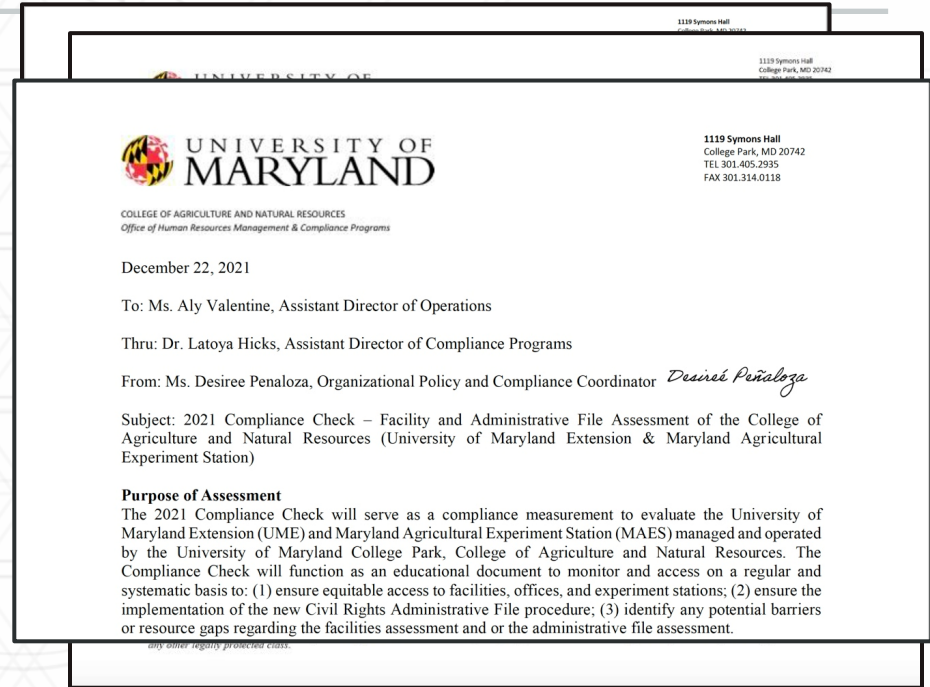 1119 Symons Hall
College Park, MD 20742
1119 Symons Hall
College Park, MD 20742
TEL 301.405.2935
UNIVERSITY OF
UNIVERSITY OF
MARYLAND
1119 Symons Hall
College Park, MD 20742
TEL 301.405.2935
FAX 301.314.0118
COLLEGE OF AGRICULTURE AND NATURAL RESOURCES
Office of Human Resources Management & Compliance Programs
December 22, 2021
To: Ms. Aly Valentine, Assistant Director of Operations
Thru: Dr. Latoya Hicks, Assistant Director of Compliance Programs
From: Ms. Desiree Penaloza, Organizational Policy and Compliance Coordinator Desireé Peñaloza
Subject: 2021 Compliance Check – Facility and Administrative File Assessment of the College of
Agriculture and Natural Resources (University of Maryland Extension & Maryland Agricultural
Experiment Station)
Purpose of Assessment
The 2021 Compliance Check will serve as a compliance measurement to evaluate the University of
Maryland Extension (UME) and Maryland Agricultural Experiment Station (MAES) managed and operated
by the University of Maryland College Park, College of Agriculture and Natural Resources. The
Compliance Check will function as an educational document to monitor and access on a regular and
systematic basis to: (1) ensure equitable access to facilities, offices, and experiment stations; (2) ensure the
implementation of the new Civil Rights Administrative File procedure; (3) identify any potential barriers
or resource gaps regarding the facilities assessment and or the administrative file assessment.
any other legally protected class.